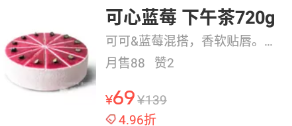 可心蓝莓 下午茶720g
可可&蓝莓混搭，香软贴唇。...
月售88 赞2
¥69 ¥139
4.96折